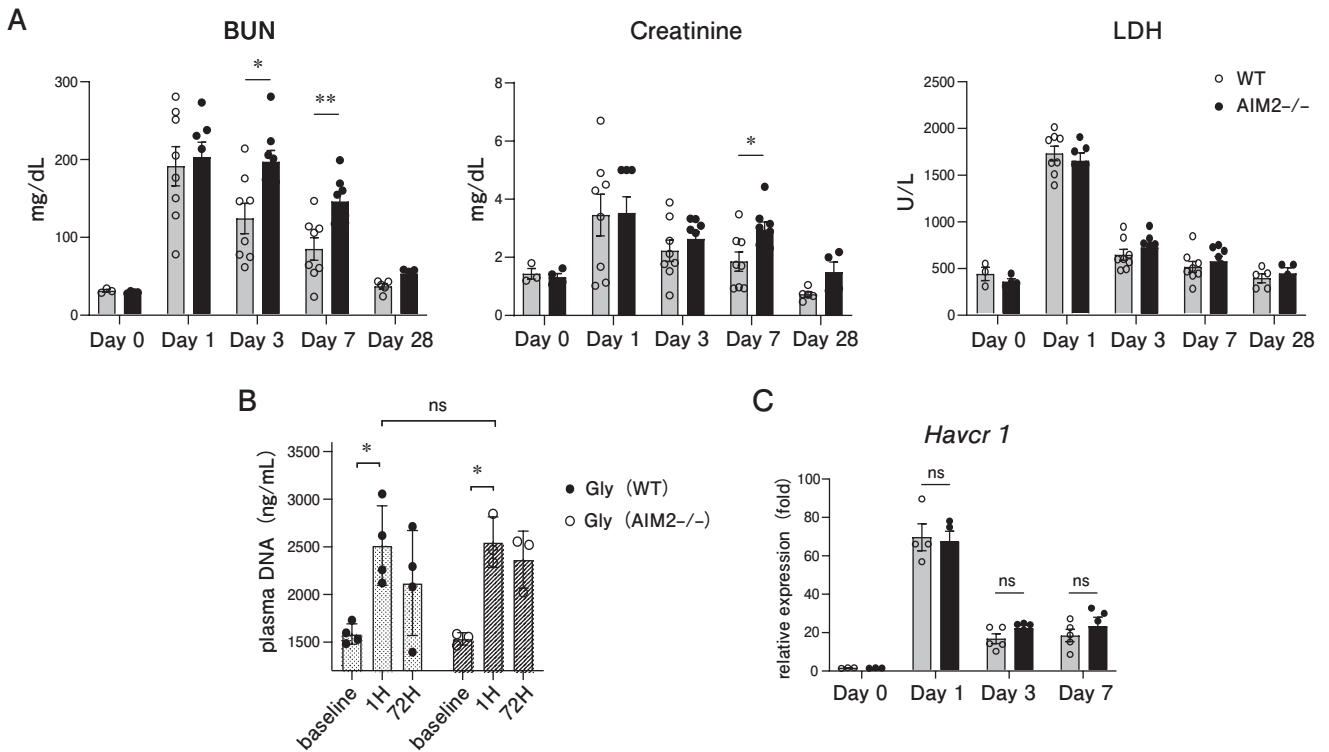 A
BUN
Creatinine
LDH
mg/dL
300
200
100
0
*
**
Day 0
Day 1
Day 3
Day 7
Day 28
mg/dL
8
6
4
2
0
*
Day 0
Day 1
Day 3
Day 7
Day 28
U/L
2500
2000
1500
1000
500
0
WT
AIM2−/−
Day 0
Day 1
Day 3
Day 7
Day 28
B
plasma DNA (ng/mL)
3500
3000
2500
2000
1500
ns
*
*
Gly (WT)
Gly (AIM2−/−)
baseline
1H
72H
baseline
1H
72H
C
Havcr 1
relative expression (fold)
100
80
60
40
20
0
ns
ns
ns
Day 0
Day 1
Day 3
Day 7